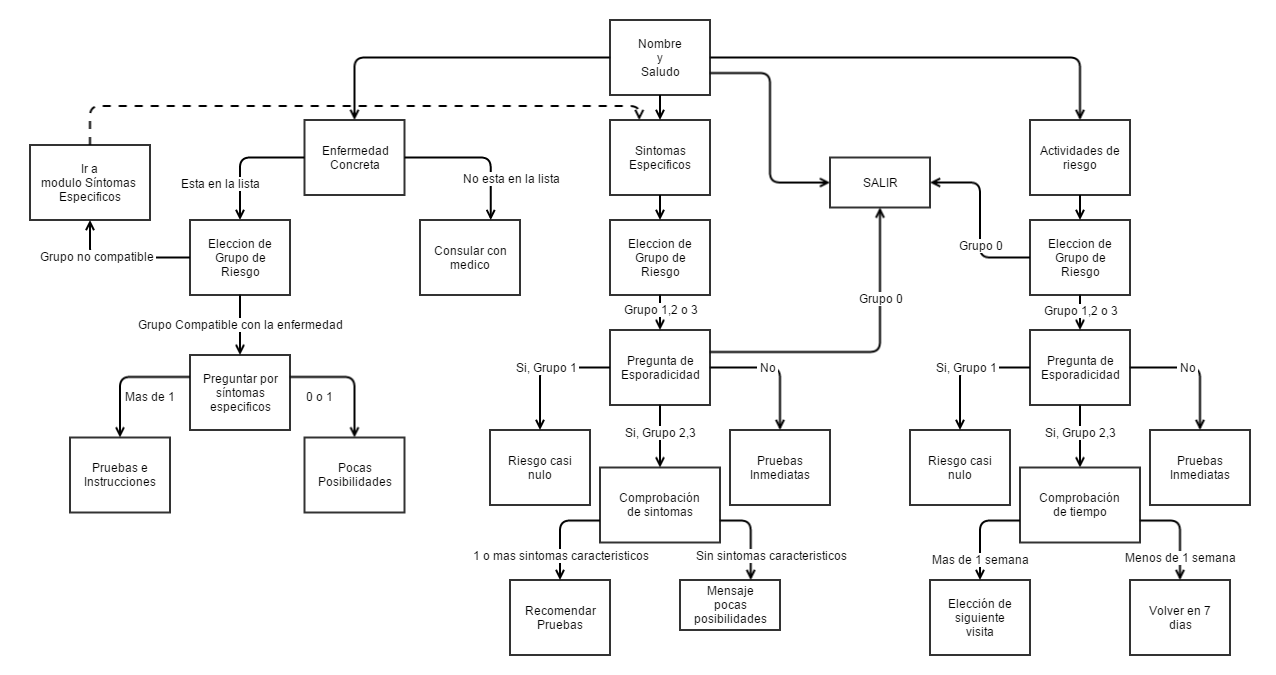 Nombre
y
Saludo
Enfermedad
Concreta
Sintomas
Especificos
Actividades de
riesgo
Ir a
modulo Síntomas
Especificos
SALIR
Esta en la lista
No esta en la lista
Grupo no compatible
Eleccion de
Grupo de
Riesgo
Consular con
medico
Eleccion de
Grupo de
Riesgo
Grupo 0
Eleccion de
Grupo de
Riesgo
Grupo 0
Grupo Compatible con la enfermedad
Grupo 1,2 o 3
Grupo 1,2 o 3
Preguntar por
síntomas
especificos
Mas de 1
0 o 1
Pregunta de
Esporadicidad
Si, Grupo 1
No
Si, Grupo 2,3
Pregunta de
Esporadicidad
Si, Grupo 1
No
Si, Grupo 2,3
Pruebas e
Instrucciones
Pocas
Posibilidades
Riesgo casi
nulo
Pruebas
Inmediatas
Riesgo casi
nulo
Pruebas
Inmediatas
Comprobación
de sintomas
Comprobación
de tiempo
1 o mas sintomas caracteristicos
Sin sintomas caracteristicos
Mas de 1 semana
Menos de 1 semana
Recomendar
Pruebas
Mensaje
pocas
posibilidades
Elección de
siguiente
visita
Volver en 7
dias